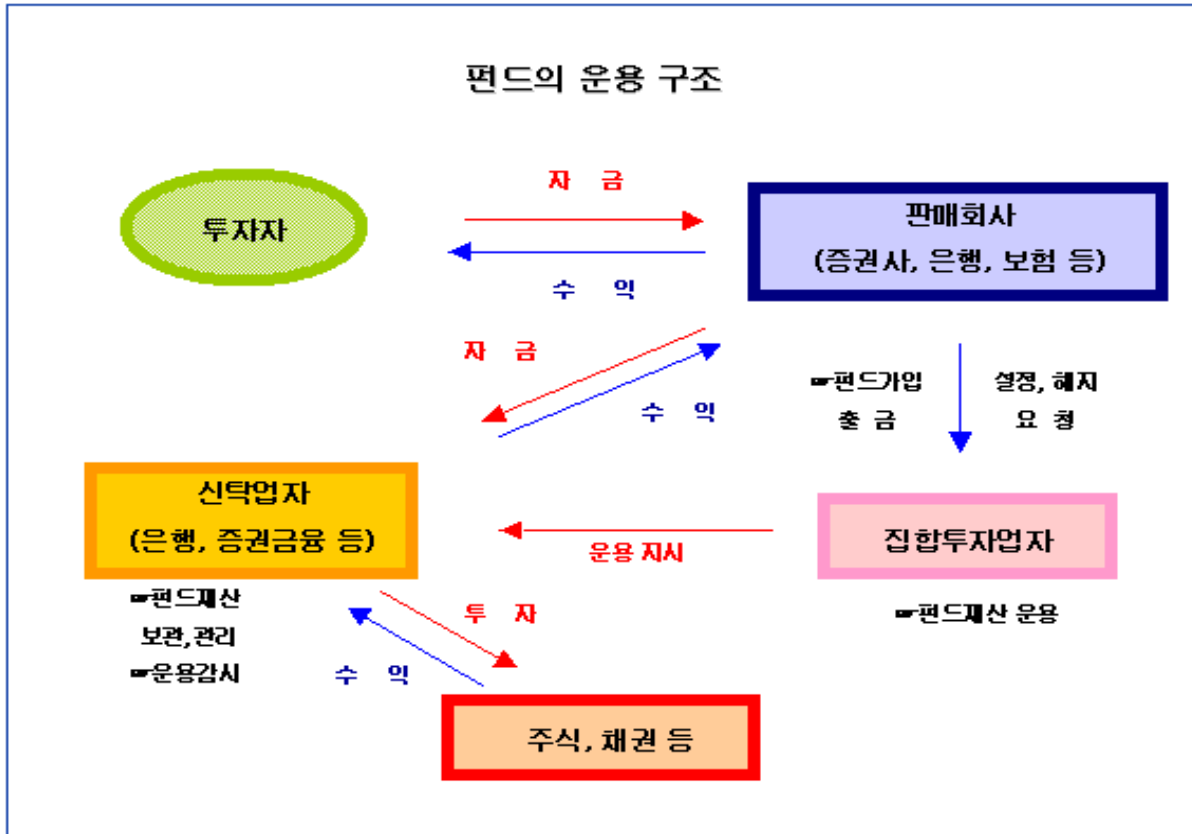 펀드의 운용 구조
투자자
자 금
수 익
판매회사
(증권사, 은행, 보험 등)
자 금
수 익
☞펀드가입
출 금
설정, 해지
요 청
신탁업자
(은행, 증권금융 등)
☞펀드재산
보관,관리
☞운용감시
운용 지시
집합투자업자
☞펀드재산 운용
투 자
수 익
주식, 채권 등